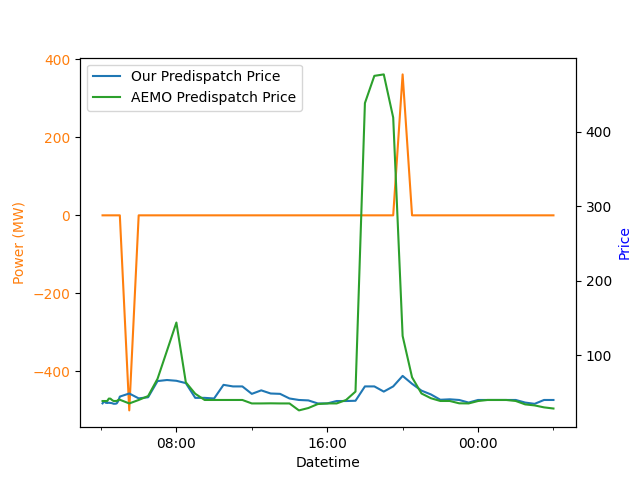 Our Predispatch Price
AEMO Predispatch Price
400
200
0
−200
−400
Power (MW)
400
300
200
100
Price
08:00
16:00
00:00
Datetime